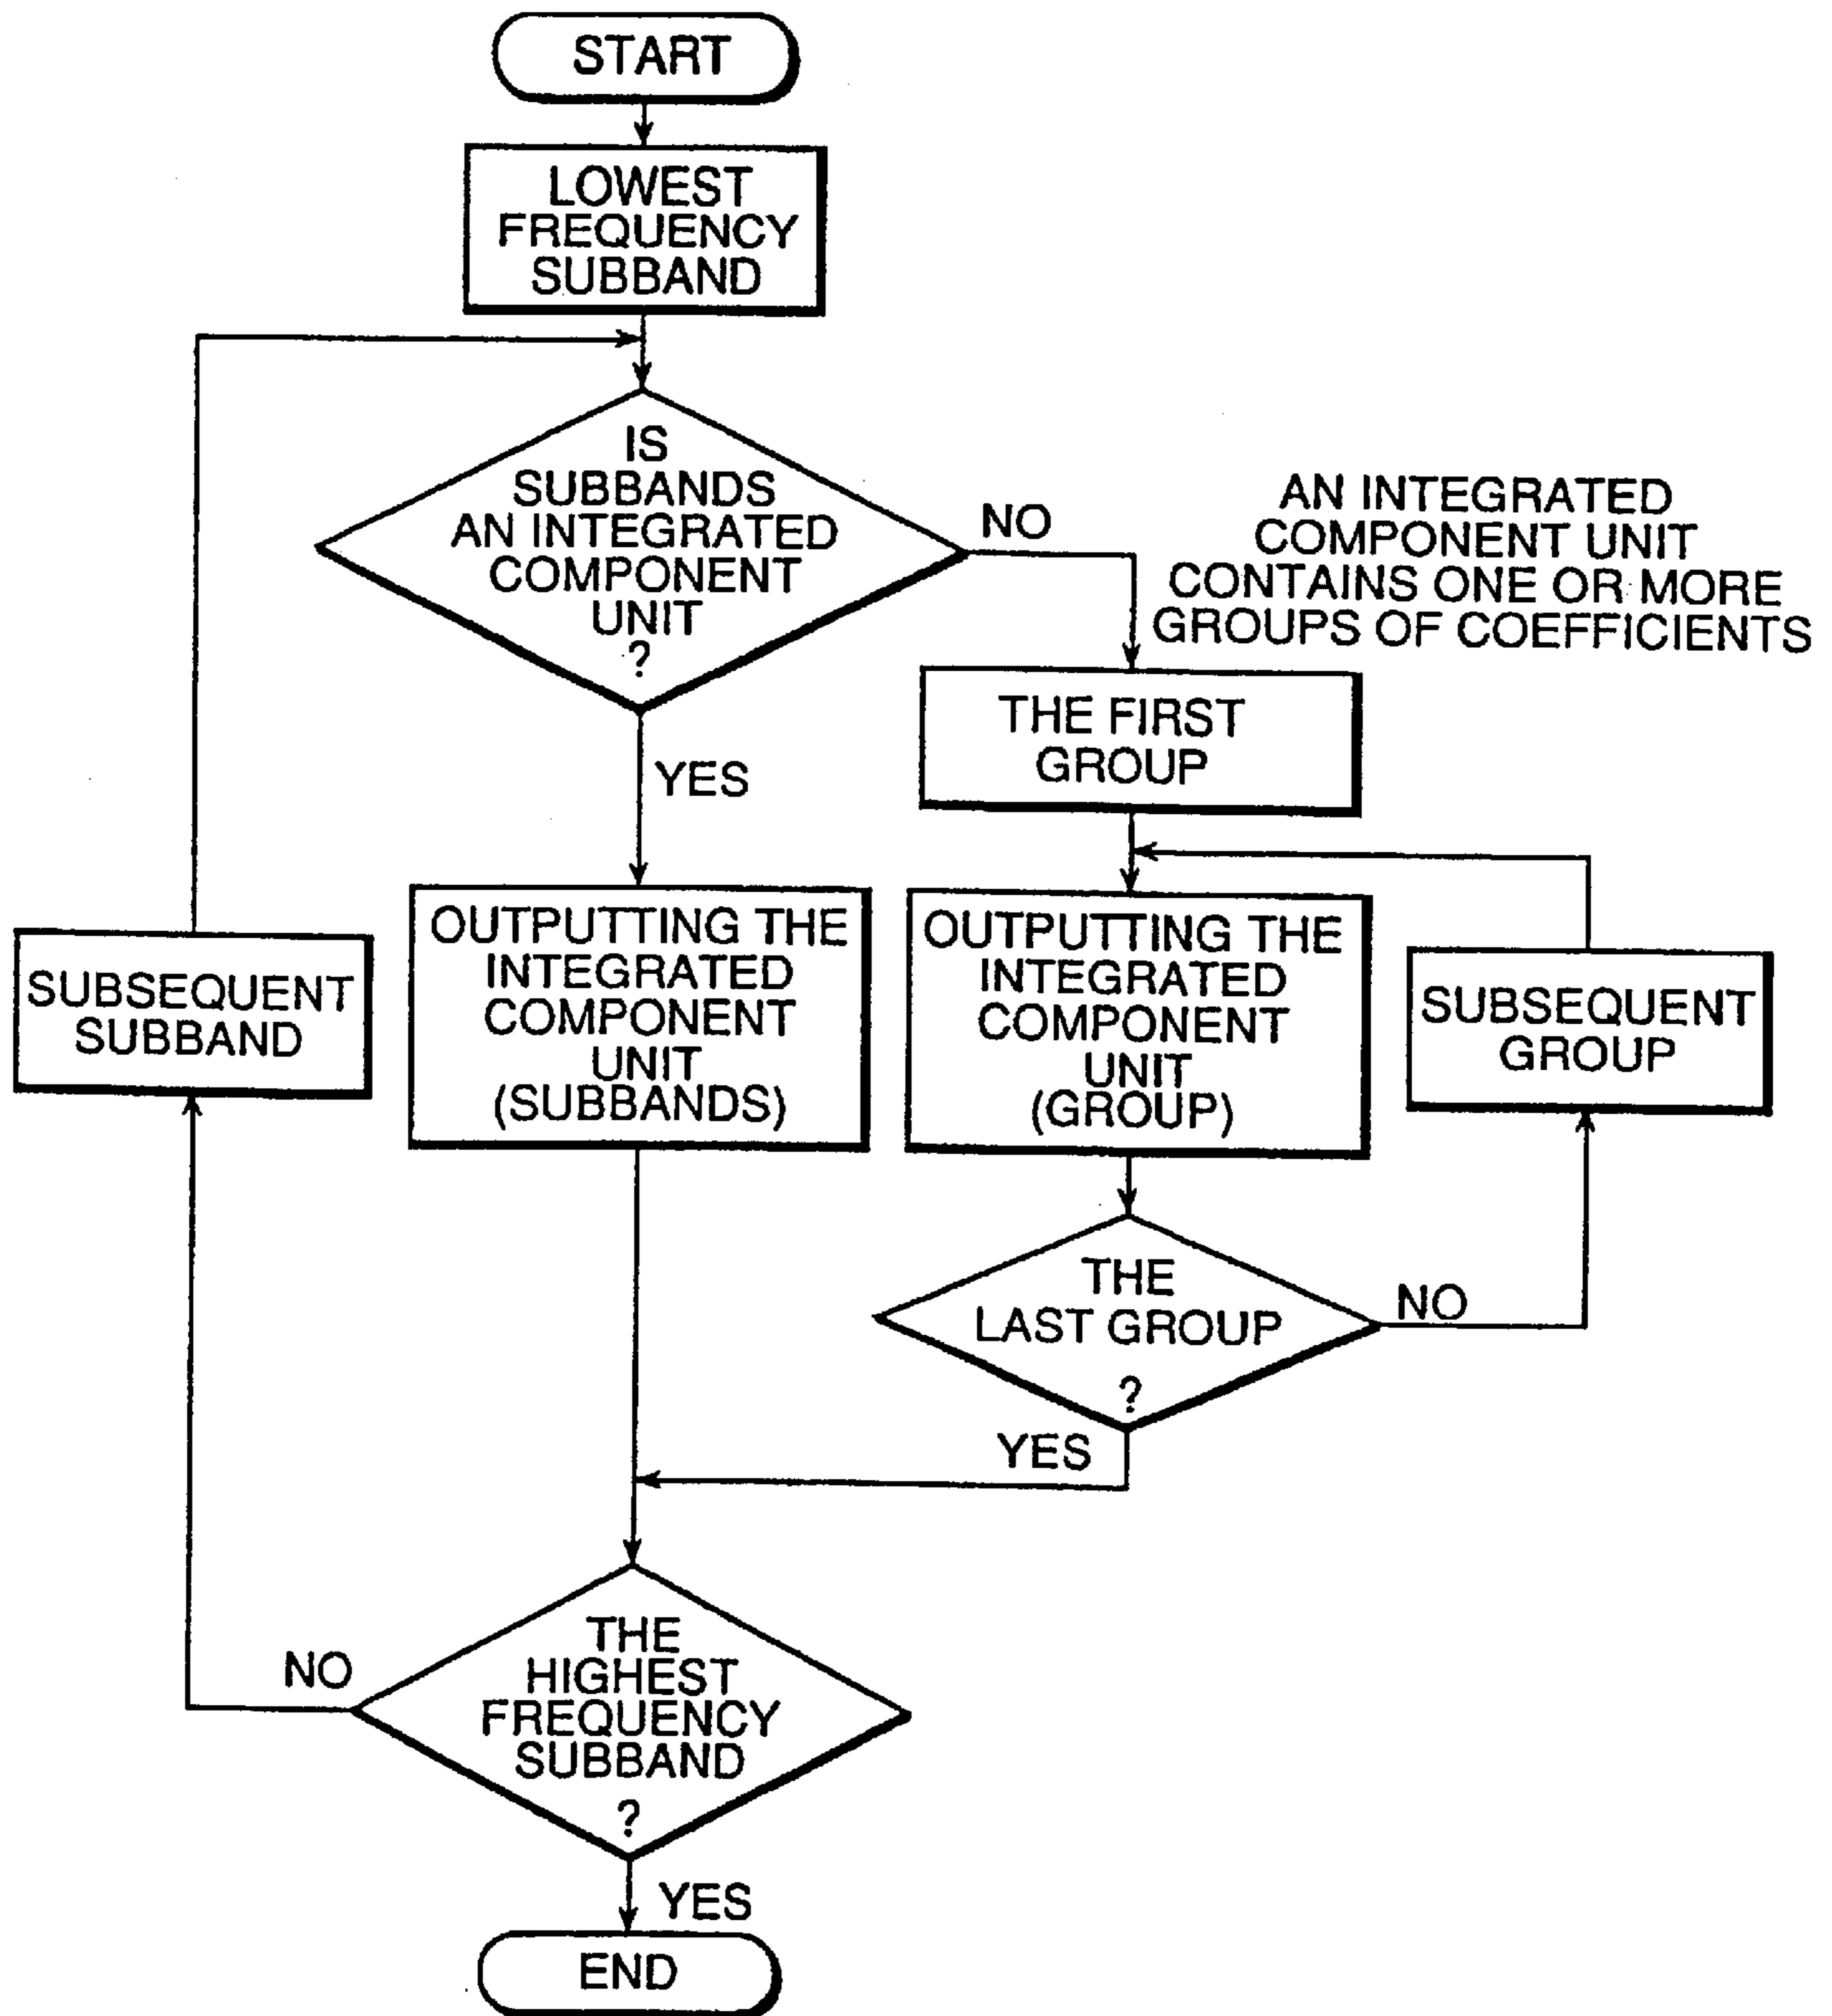 START
LOWEST
FREQUENCY
SUBBAND
IS
SUBBANDS
AN INTEGRATED
COMPONENT
UNIT
?
NO
AN INTEGRATED
COMPONENT UNIT
CONTAINS ONE OR MORE
GROUPS OF COEFFICIENTS
THE FIRST
GROUP
YES
OUTPUTTING THE
INTEGRATED
COMPONENT
UNIT
(SUBBANDS)
OUTPUTTING THE
INTEGRATED
COMPONENT
UNIT
(GROUP)
SUBSEQUENT
SUBBAND
SUBSEQUENT
GROUP
THE
LAST GROUP
?
NO
YES
THE
HIGHEST
FREQUENCY
SUBBAND
?
NO
YES
END